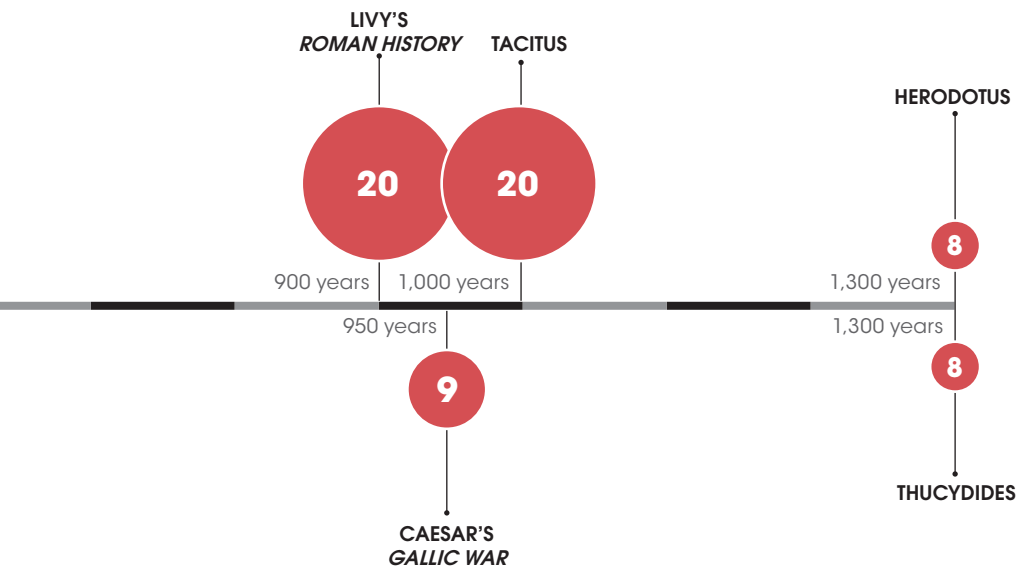 LIVY'S
ROMAN HISTORY
TACITUS
HERODOTUS
20
20
8
900 years
1,000 years
1,300 years
950 years
1,300 years
9
8
THUCYDIDES
CAESAR'S
GALLIC WAR